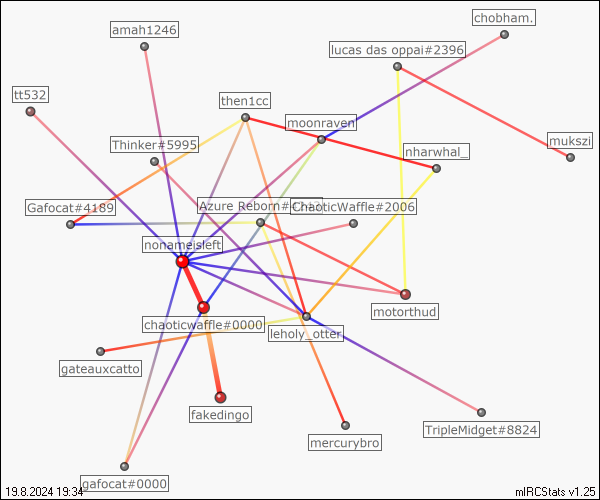 chobham.
amah1246
lucas das oppai#2396
tt532
then1cc
moonraven
Thinker#5995
mukszi
nharwhal_
Gafocat#4189
Azure Reborn#
ChaoticWaffle#2006
nonameisleft
motorthud
chaoticwaffle#0000
leholy_otter
gateauxcatto
fakedingo
mercurybro
TripleMidget#8824
gafocat#0000
19.8.2024 19:34
mIRCStats v1.25